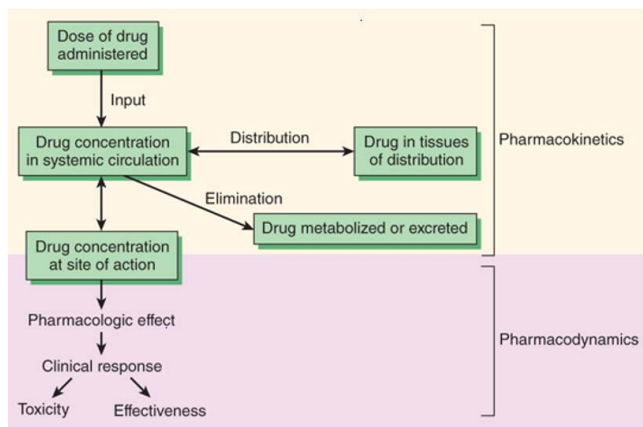 Dose of drug
administered
Input
Drug concentration
in systemic circulation
Distribution
Drug in tissues
of distribution
Pharmacokinetics
Elimination
Drug metabolized or excreted
Drug concentration
at site of action
Pharmacologic effect
Pharmacodynamics
Clinical response
Toxicity
Effectiveness